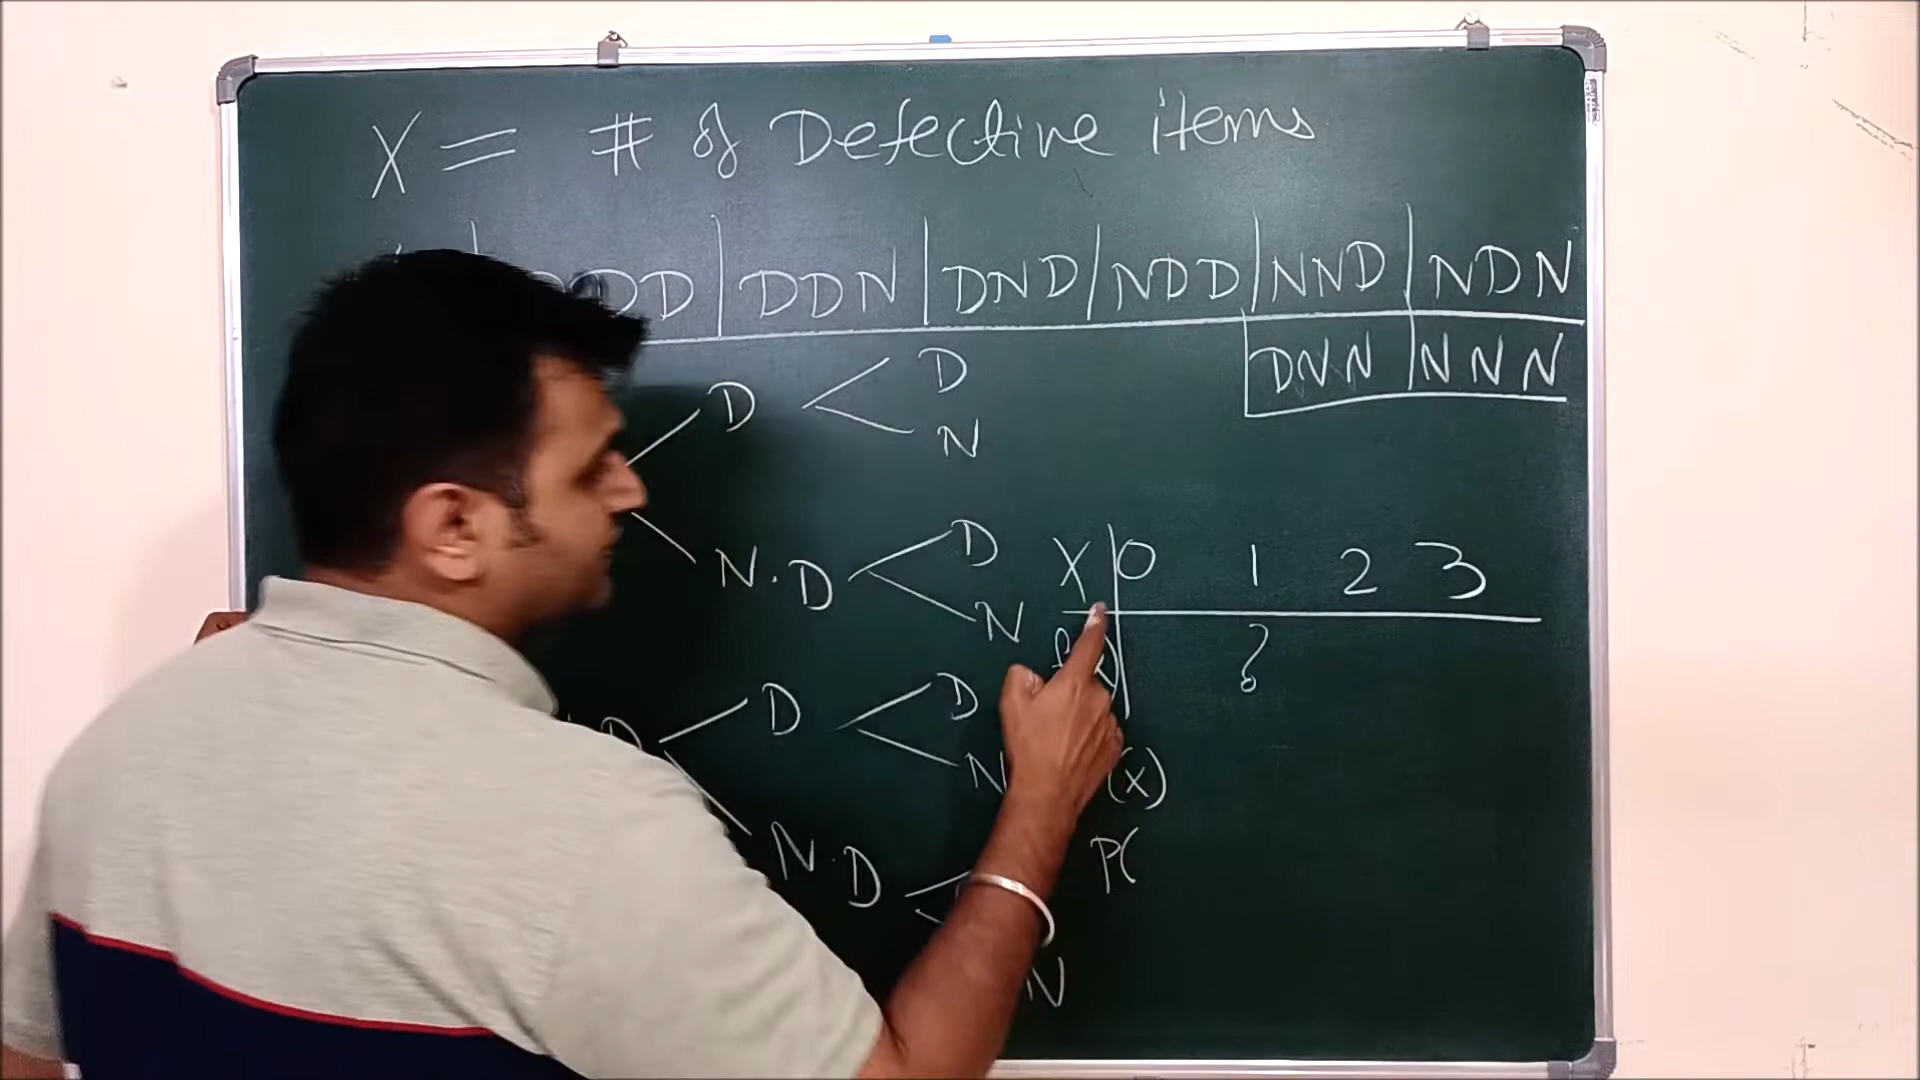 X = # of Defective items
DDD | DDN | DND | NDD | NND | NDN
DNN | NNN
D D
N
N.D D
N
X 0 1 2 3
f(x) ?
D D
N
(x)
N.D
P(
N